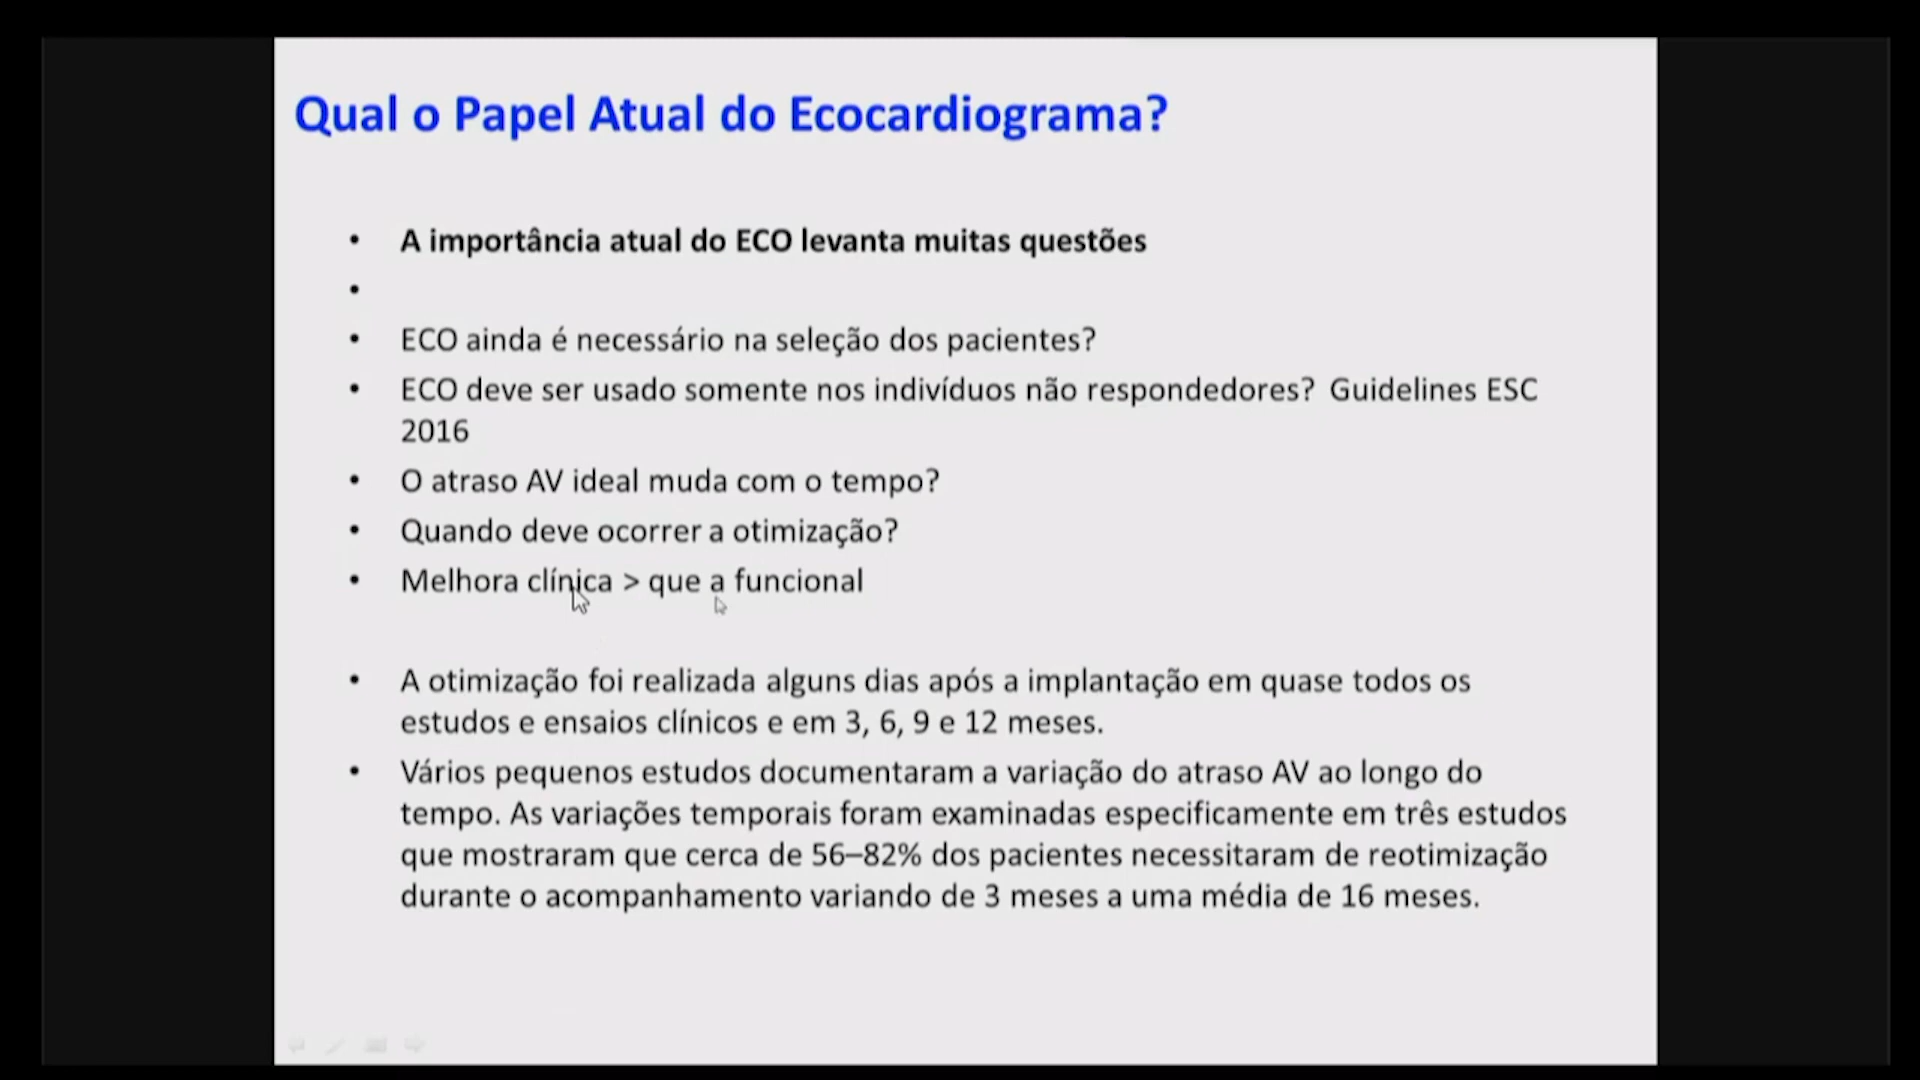 Qual o Papel Atual do Ecocardiograma?
• A importância atual do ECO levanta muitas questões
•
• ECO ainda é necessário na seleção dos pacientes?
• ECO deve ser usado somente nos indivíduos não respondedores? Guidelines ESC
2016
• O atraso AV ideal muda com o tempo?
• Quando deve ocorrer a otimização?
• Melhora clínica > que a funcional
• A otimização foi realizada alguns dias após a implantação em quase todos os
estudos e ensaios clínicos e em 3, 6, 9 e 12 meses.
• Vários pequenos estudos documentaram a variação do atraso AV ao longo do
tempo. As variações temporais foram examinadas especificamente em três estudos
que mostraram que cerca de 56–82% dos pacientes necessitaram de reotimização
durante o acompanhamento variando de 3 meses a uma média de 16 meses.